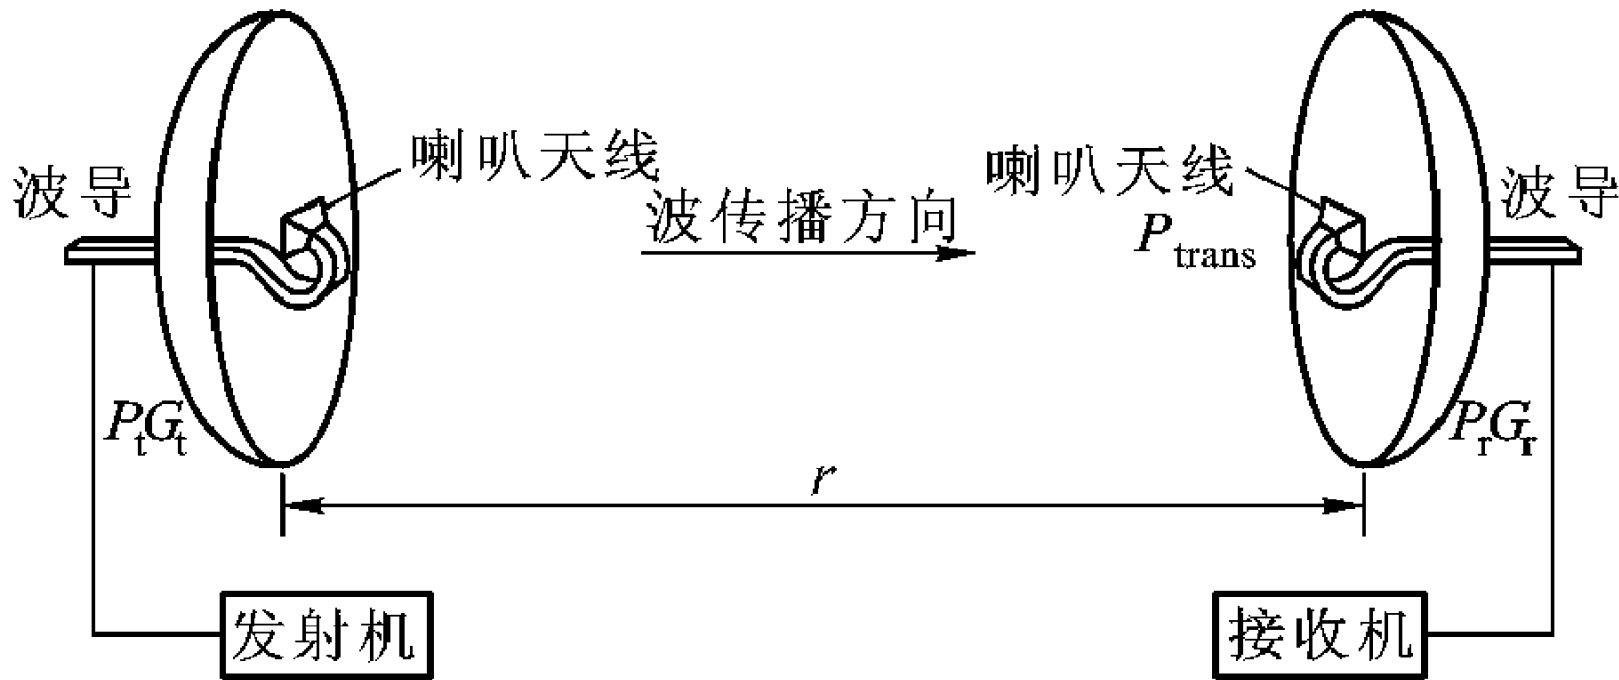 喇叭天线
波导
波传播方向
喇叭天线
P_trans
波导
P_tG_t
P_rG_r
r
发射机
接收机